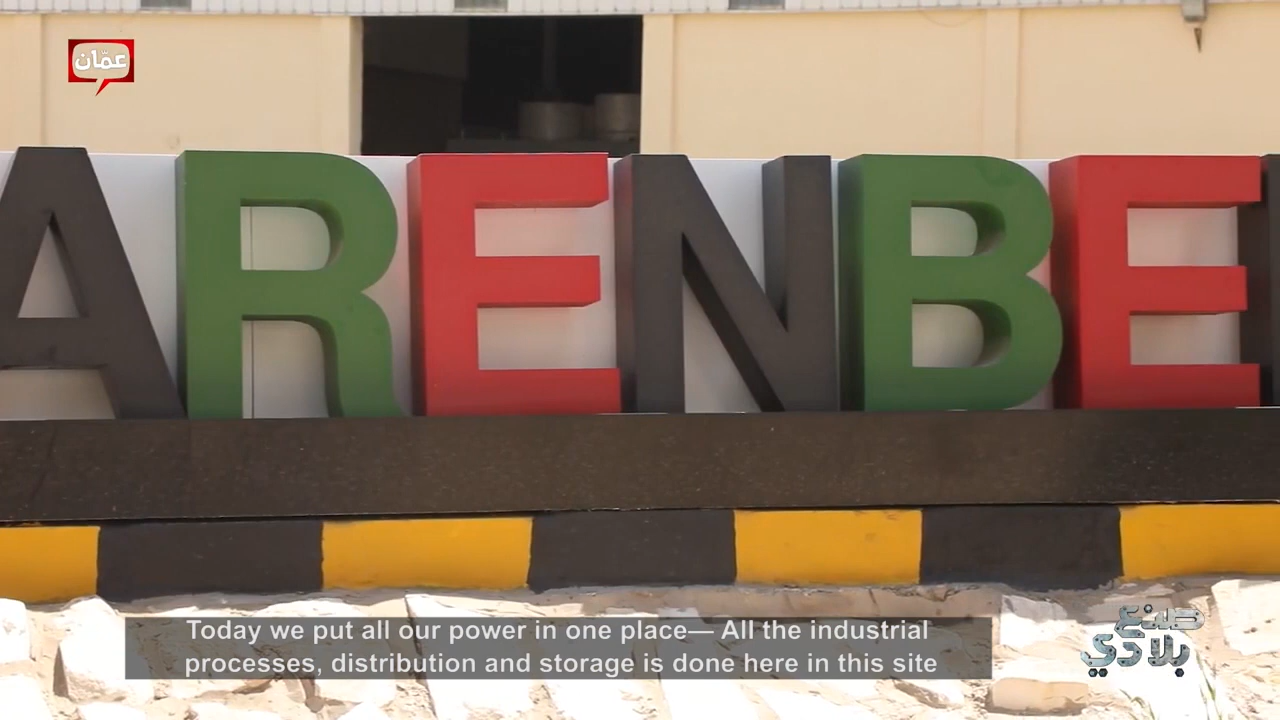 عمّان
ARENBE
Today we put all our power in one place— All the industrial
processes, distribution and storage is done here in this site
صنع
بلادي